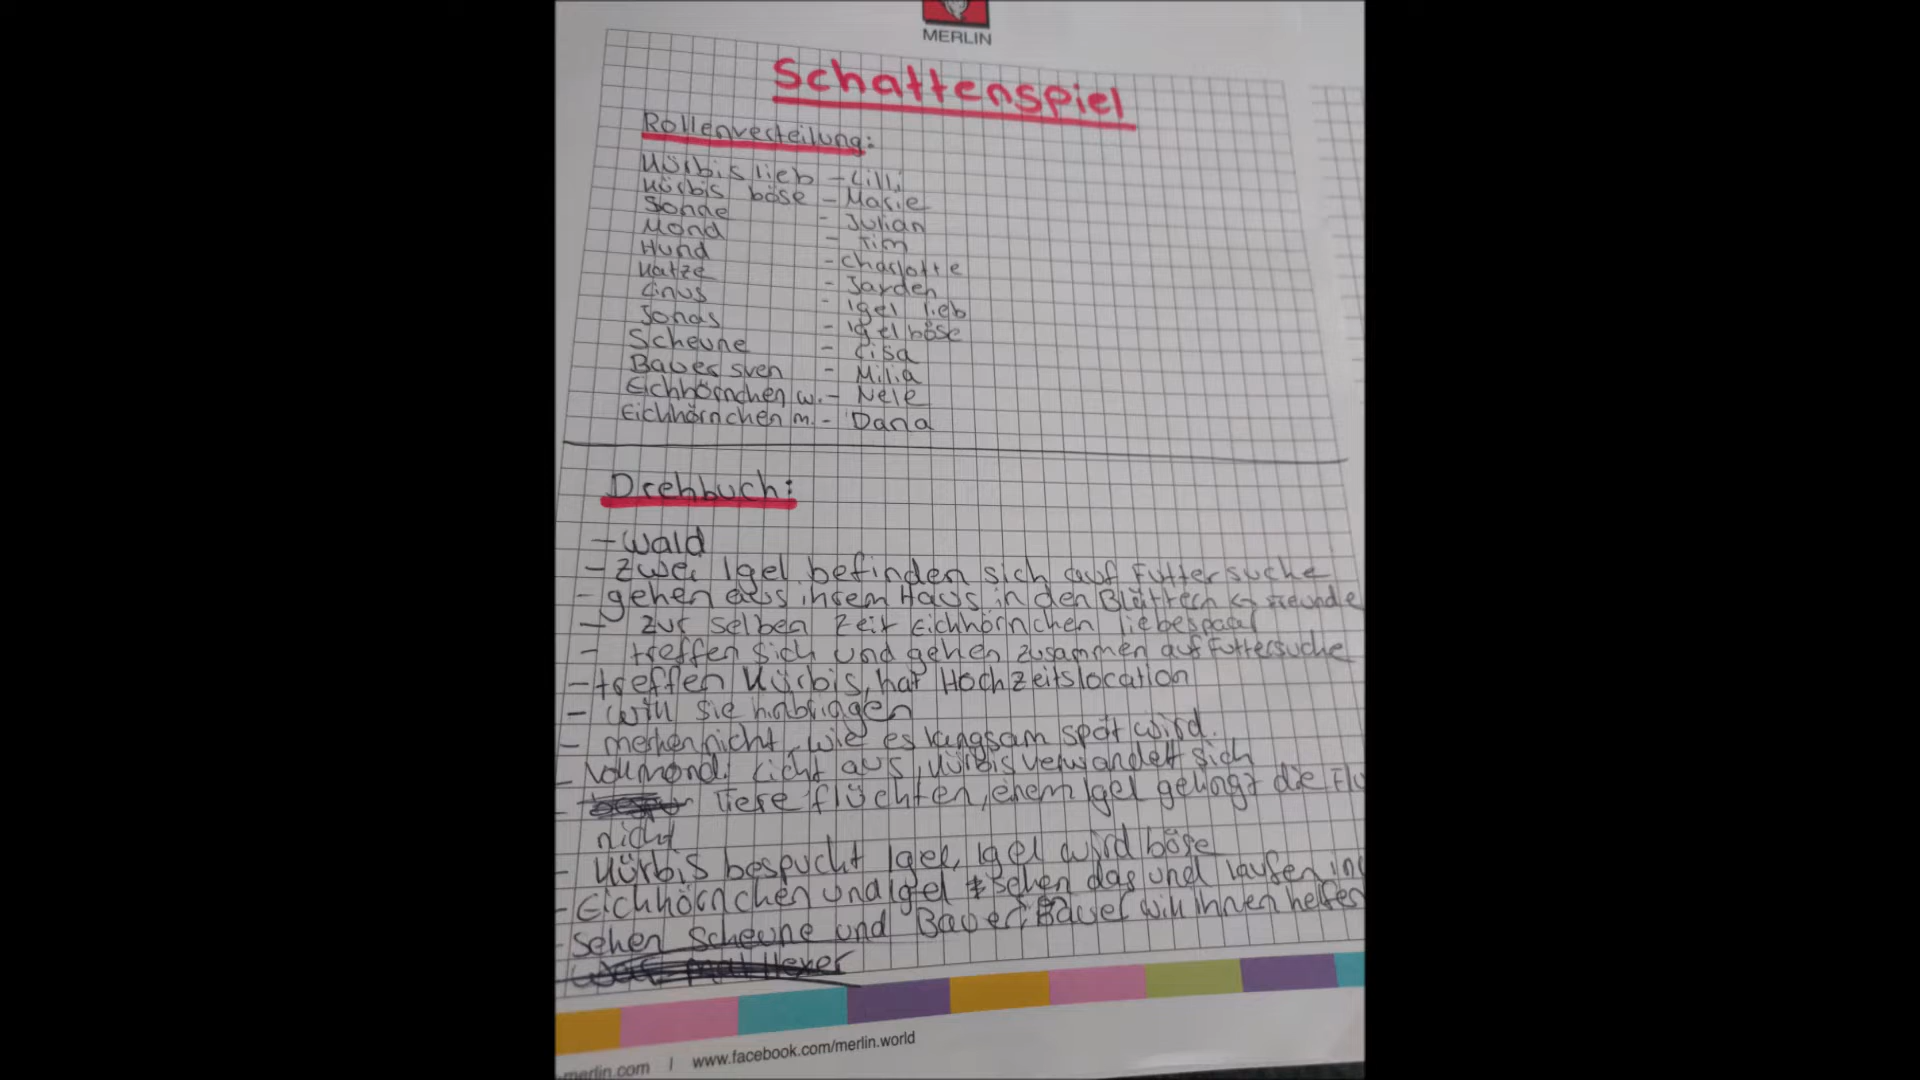 MERLIN
Schattenspiel
Rollenverteilung:
Kürbis lieb - Lilli
Kürbis böse - Marie
Sonne - Julian
Mond - Tim
Hund - Charlotte
Katze - Jayden
Linus - Igel lieb
Jonas - Igel böse
Scheune - Lisa
Bauer Sven - Milia
Eichhörnchen w. - Nele
Eichhörnchen m. - Dana
Drehbuch:
- Wald
- zwei Igel befinden sich auf Futtersuche
- gehen aus ihrem Haus in den Blättern ↪ Freunde
- zur selben Zeit Eichhörnchen liebespaar
- treffen sich und gehen zusammen auf Futtersuche
- treffen Kürbis, hat Hochzeitslocation
- will sie
- merken nicht, wie es langsam spät wird.
- Vollmond, licht aus, Kürbis verwandelt sich
- Tiere flüchten, einem Igel gelingt die Flu
nicht
- Kürbis bespuckt Igel, Igel wird böse
- Eichhörnchen und Igel sehen das und laufen in
- sehen Scheune und Bauer, Bauer will ihnen helfen
merlin.com | www.facebook.com/merlin.world